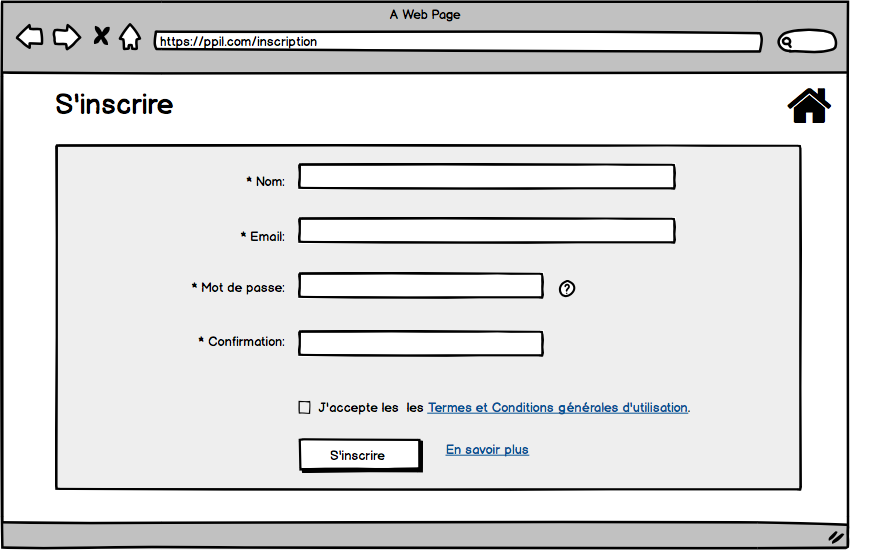 A Web Page
https://ppil.com/inscription
S'inscrire
* Nom:
* Email:
* Mot de passe:
?
* Confirmation:
J'accepte les les Termes et Conditions générales d'utilisation.
S'inscrire
En savoir plus